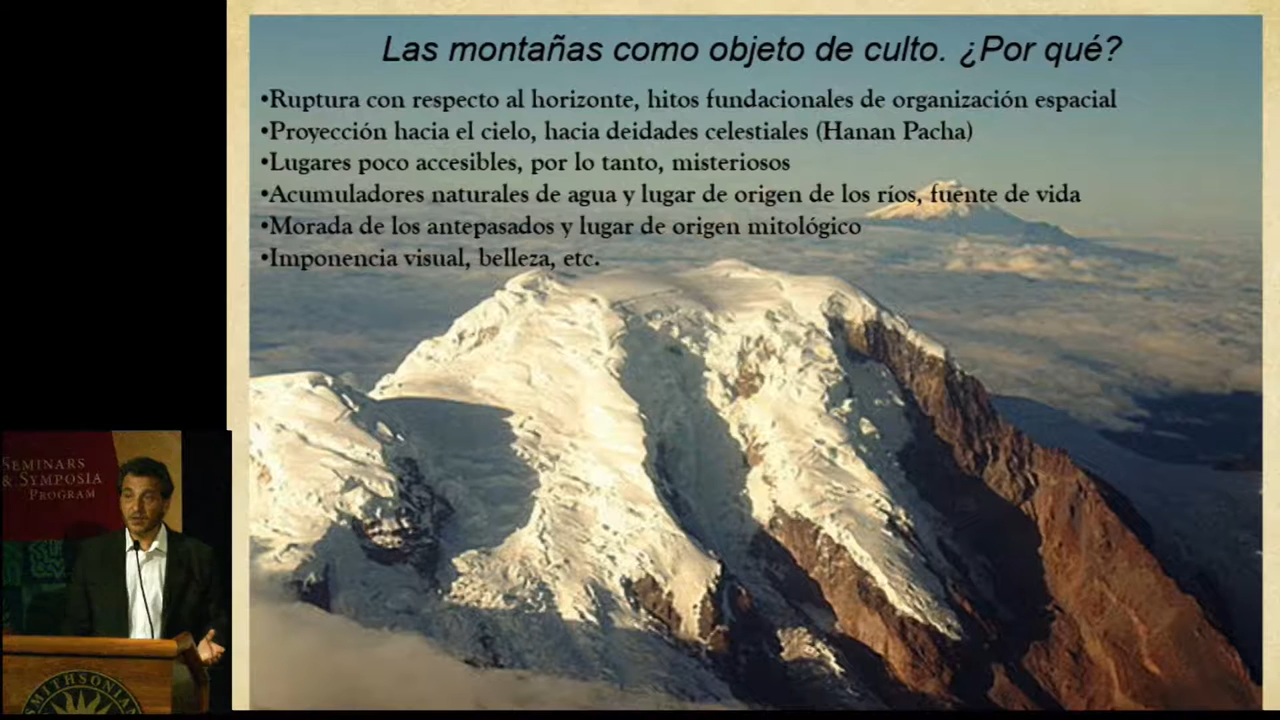 Las montañas como objeto de culto. ¿Por qué?
•Ruptura con respecto al horizonte, hitos fundacionales de organización espacial
•Proyección hacia el cielo, hacia deidades celestiales (Hanan Pacha)
•Lugares poco accesibles, por lo tanto, misteriosos
•Acumuladores naturales de agua y lugar de origen de los ríos, fuente de vida
•Morada de los antepasados y lugar de origen mitológico
•Imponencia visual, belleza, etc.
SEMINARS
& SYMPOSIA
PROGRAM
SMITHSONIAN